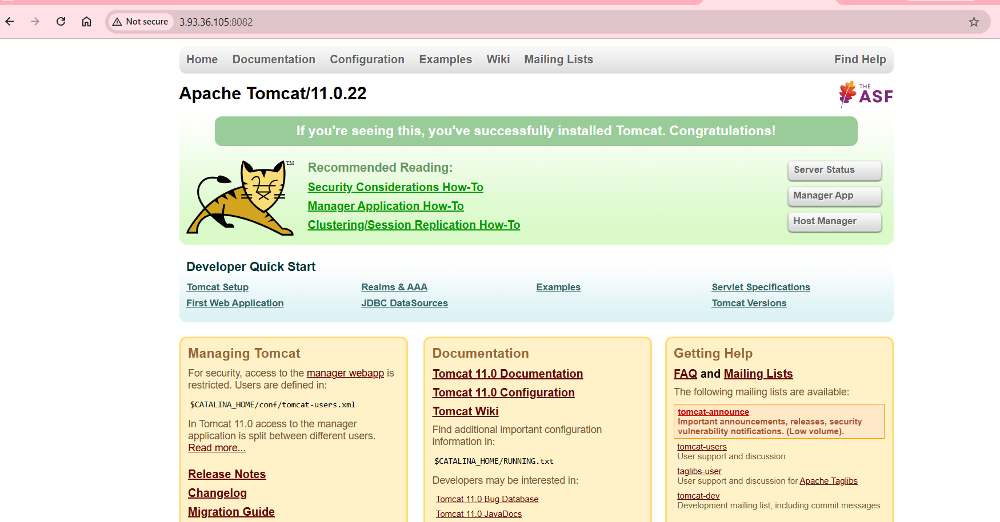 Not secure 3.93.36.105:8082
Home Documentation Configuration Examples Wiki Mailing Lists Find Help
Apache Tomcat/11.0.22
THE
ASF
If you're seeing this, you've successfully installed Tomcat. Congratulations!
TM
Recommended Reading:
Security Considerations How-To
Manager Application How-To
Clustering/Session Replication How-To
Server Status
Manager App
Host Manager
Developer Quick Start
Tomcat Setup
First Web Application
Realms & AAA
JDBC DataSources
Examples
Servlet Specifications
Tomcat Versions
Managing Tomcat
For security, access to the manager webapp is
restricted. Users are defined in:
$CATALINA_HOME/conf/tomcat-users.xml
In Tomcat 11.0 access to the manager
application is split between different users.
Read more...
Release Notes
Changelog
Migration Guide
Documentation
Tomcat 11.0 Documentation
Tomcat 11.0 Configuration
Tomcat Wiki
Find additional important configuration
information in:
$CATALINA_HOME/RUNNING.txt
Developers may be interested in:
Tomcat 11.0 Bug Database
Tomcat 11.0 JavaDocs
Getting Help
FAQ and Mailing Lists
The following mailing lists are available:
tomcat-announce
Important announcements, releases, security
vulnerability notifications. (Low volume).
tomcat-users
User support and discussion
taglibs-user
User support and discussion for Apache Taglibs
tomcat-dev
Development mailing list, including commit messages